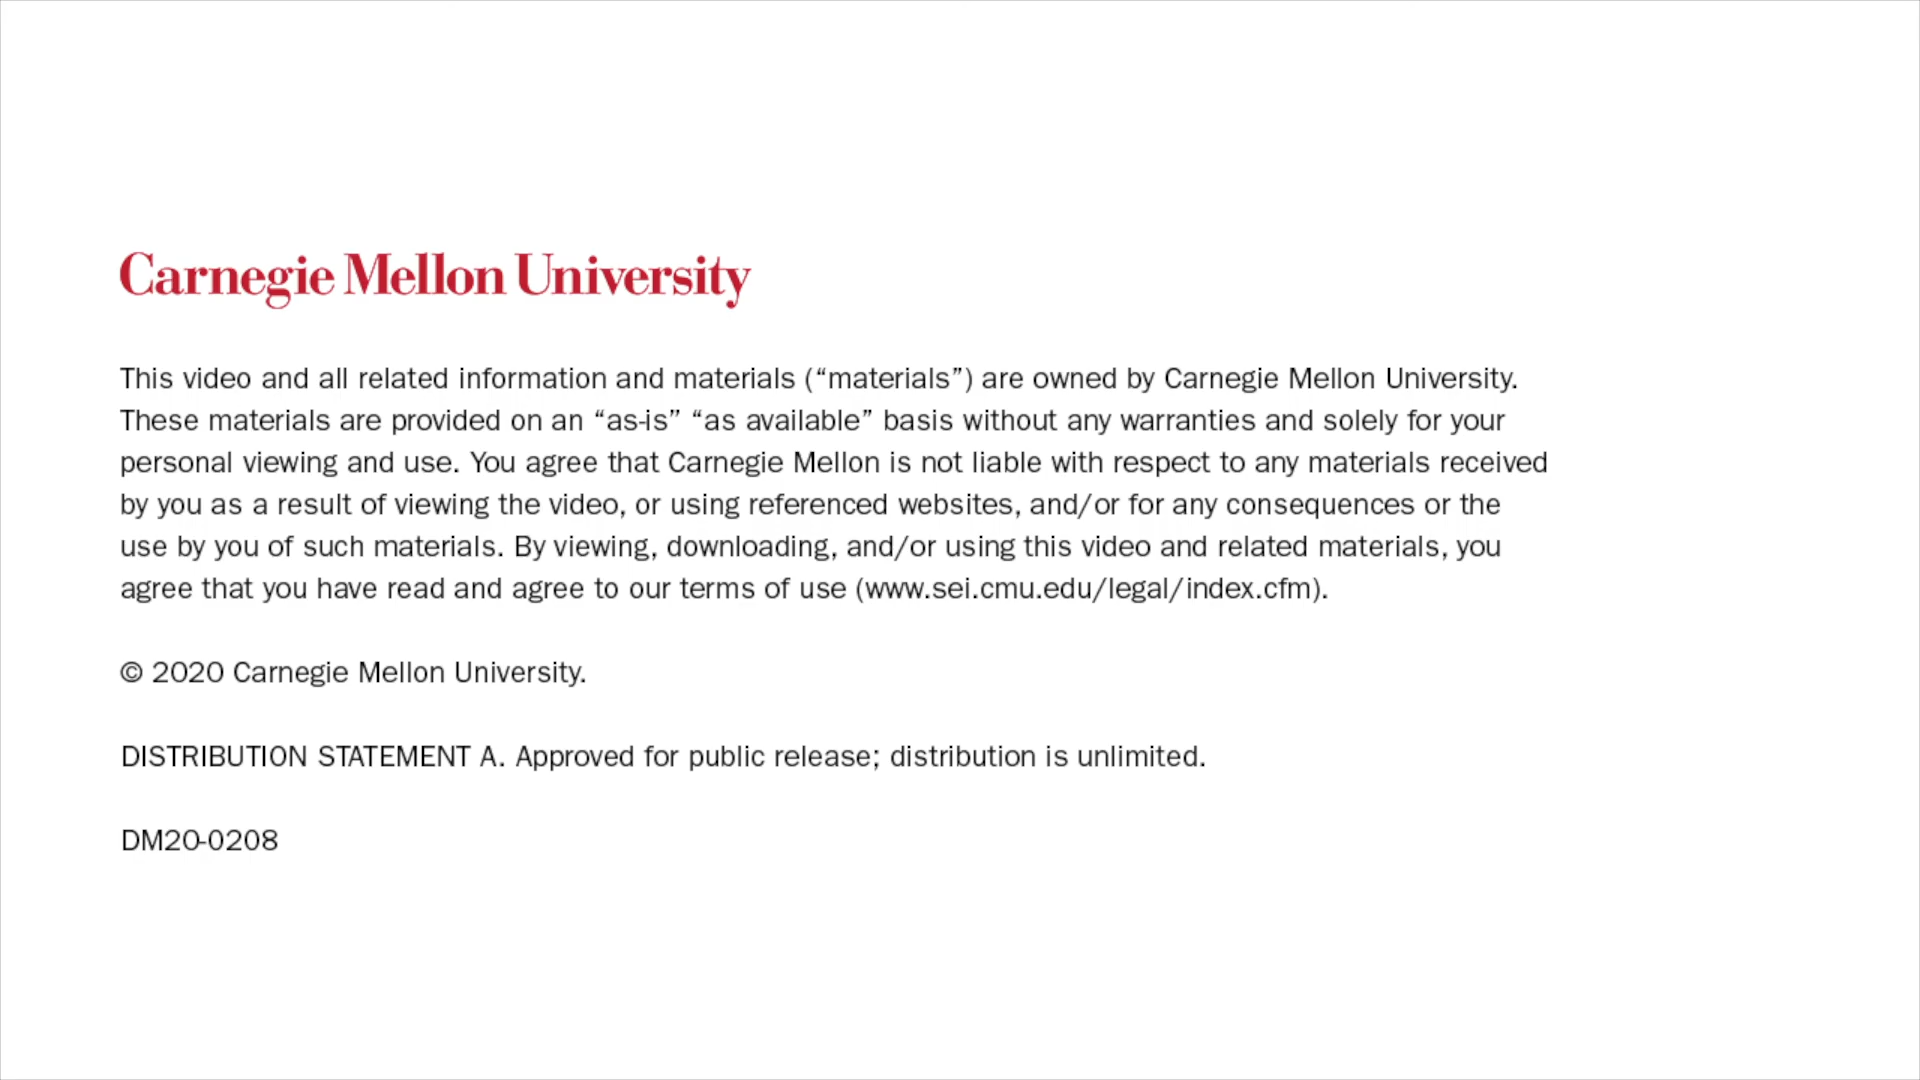 Carnegie Mellon University
This video and all related information and materials (“materials”) are owned by Carnegie Mellon University.
These materials are provided on an “as-is” “as available” basis without any warranties and solely for your
personal viewing and use. You agree that Carnegie Mellon is not liable with respect to any materials received
by you as a result of viewing the video, or using referenced websites, and/or for any consequences or the
use by you of such materials. By viewing, downloading, and/or using this video and related materials, you
agree that you have read and agree to our terms of use (www.sei.cmu.edu/legal/index.cfm).
© 2020 Carnegie Mellon University.
DISTRIBUTION STATEMENT A. Approved for public release; distribution is unlimited.
DM20-0208